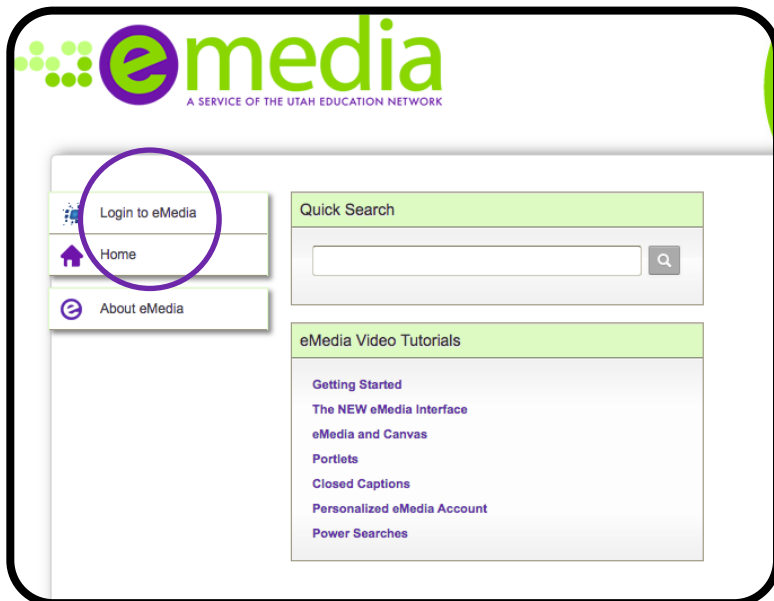 emedia
A SERVICE OF THE UTAH EDUCATION NETWORK
Login to eMedia
Home
e About eMedia
Quick Search
eMedia Video Tutorials
Getting Started
The NEW eMedia Interface
eMedia and Canvas
Portlets
Closed Captions
Personalized eMedia Account
Power Searches